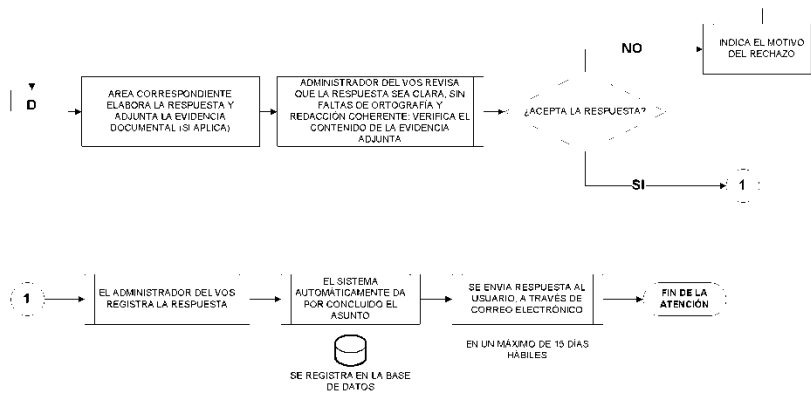 NO
INDICA EL MOTIVO
DEL RECHAZO
D
AREA CORRESPONDIENTE
ELABORA LA RESPUESTA Y
ADJUNTA LA EVIDENCIA
DOCUMENTAL (SI APLICA)
ADMINISTRADOR DEL VOS REVISA
QUE LA RESPUESTA SEA CLARA, SIN
FALTAS DE ORTOGRAFÍA Y
REDACCIÓN COHERENTE; VERIFICA EL
CONTENIDO DE LA EVIDENCIA
ADJUNTA
¿ACEPTA LA RESPUESTA?
SI
1
1
EL ADMINISTRADOR DEL VOS
REGISTRA LA RESPUESTA
EL SISTEMA
AUTOMÁTICAMENTE DA
POR CONCLUIDO EL
ASUNTO
SE ENVIA RESPUESTA AL
USUARIO, A TRAVÉS DE
CORREO ELECTRÓNICO
FIN DE LA
ATENCIÓN
SE REGISTRA EN LA BASE
DE DATOS
EN UN MÁXIMO DE 15 DÍAS
HÁBILES